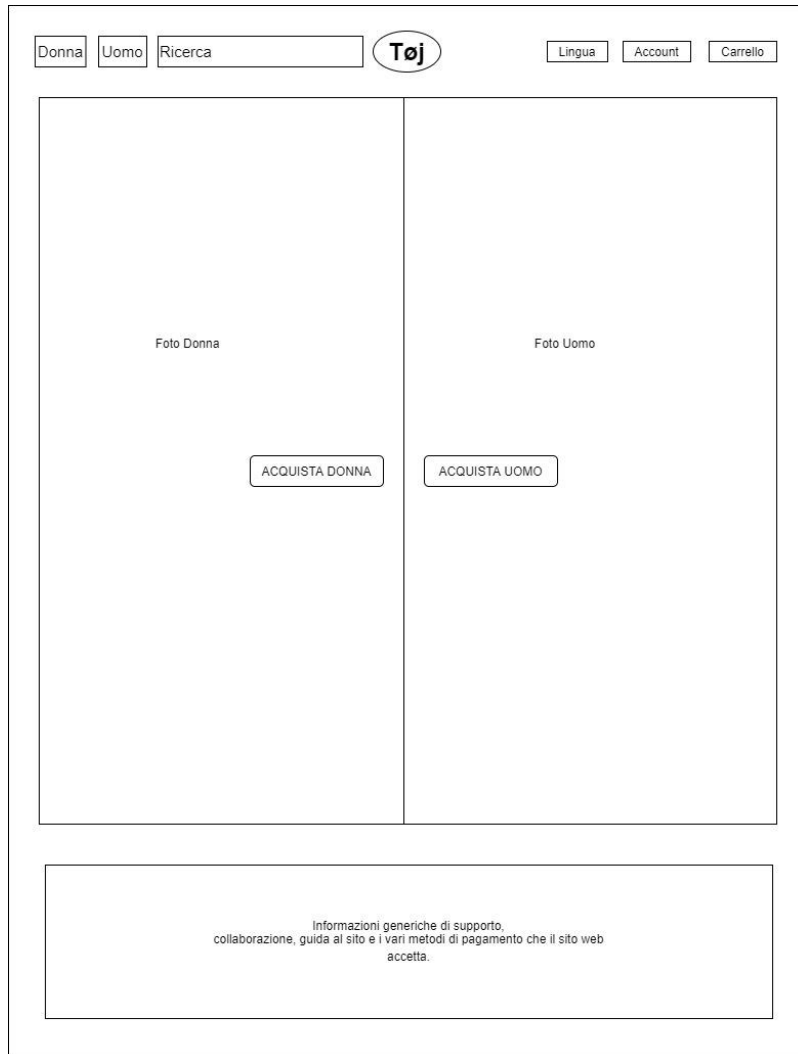 Donna
Uomo
Ricerca
Tøj
Lingua
Account
Carrello
Foto Donna
Foto Uomo
ACQUISTA DONNA
ACQUISTA UOMO
Informazioni generiche di supporto,
collaborazione, guida al sito e i vari metodi di pagamento che il sito web
accetta.